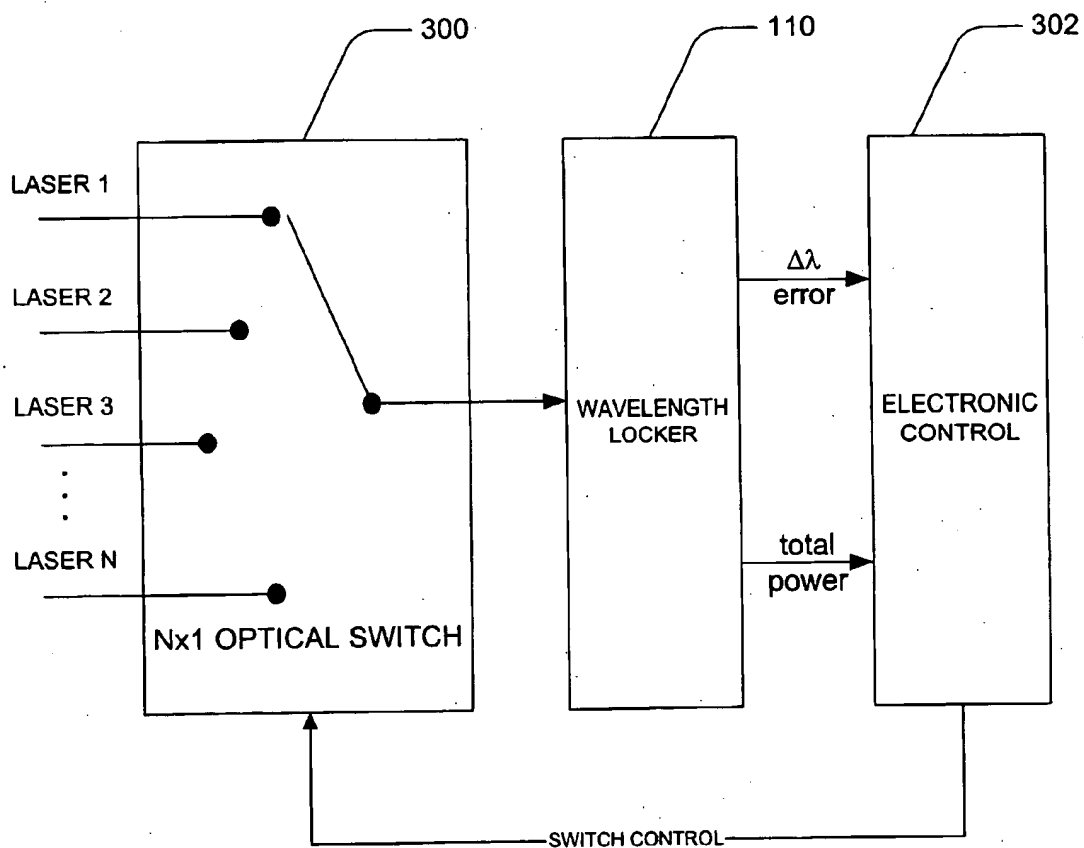 300
110
302
LASER 1
LASER 2
LASER 3
LASER N
Nx1 OPTICAL SWITCH
WAVELENGTH
LOCKER
Δλ
error
total
power
ELECTRONIC
CONTROL
SWITCH CONTROL